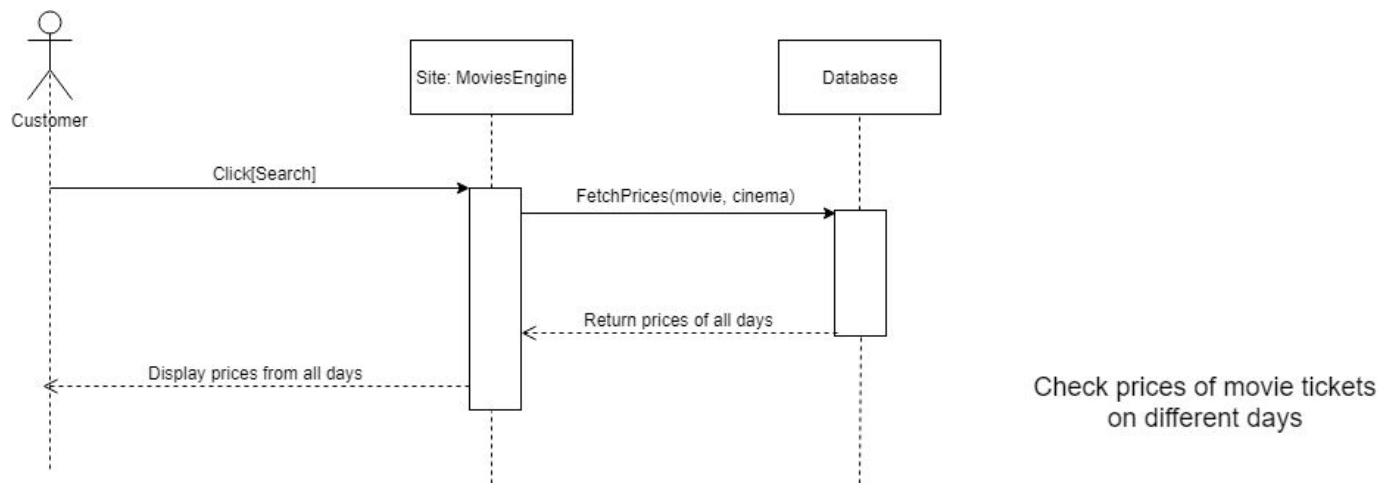 Site: MoviesEngine
Database
Customer
Click[Search]
FetchPrices(movie, cinema)
Return prices of all days
Display prices from all days
Check prices of movie tickets
on different days